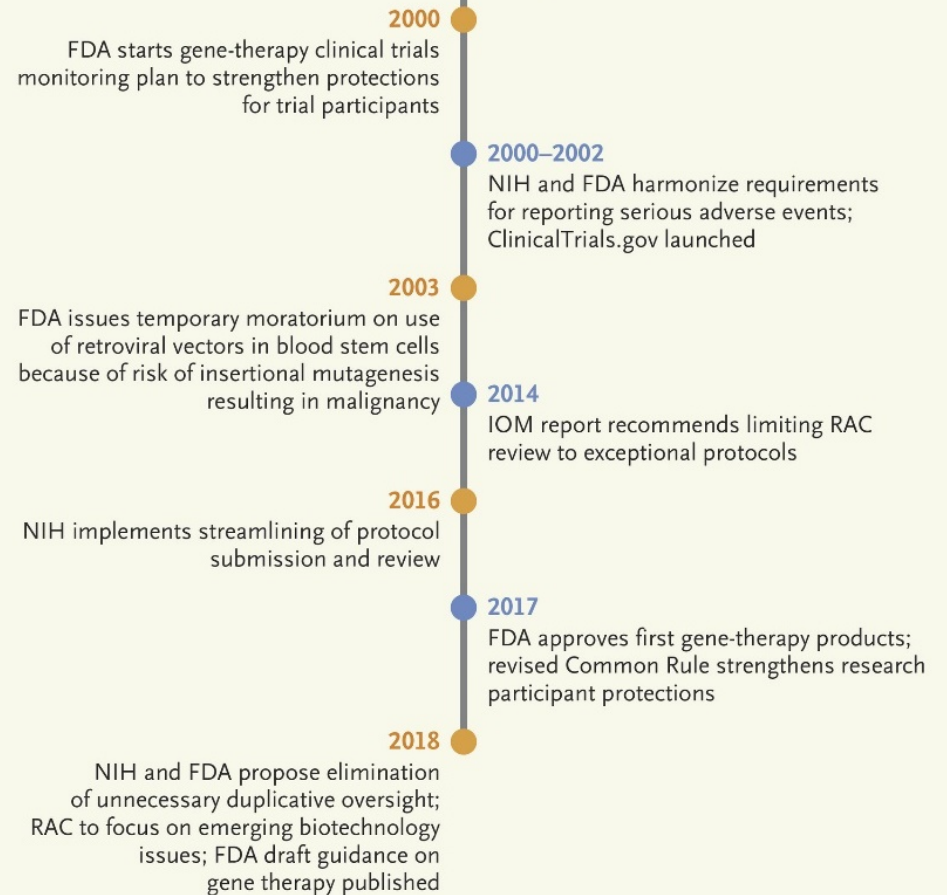 2000
FDA starts gene-therapy clinical trials
monitoring plan to strengthen protections
for trial participants
2000–2002
NIH and FDA harmonize requirements
for reporting serious adverse events;
ClinicalTrials.gov launched
2003
FDA issues temporary moratorium on use
of retroviral vectors in blood stem cells
because of risk of insertional mutagenesis
resulting in malignancy
2014
IOM report recommends limiting RAC
review to exceptional protocols
2016
NIH implements streamlining of protocol
submission and review
2017
FDA approves first gene-therapy products;
revised Common Rule strengthens research
participant protections
2018
NIH and FDA propose elimination
of unnecessary duplicative oversight;
RAC to focus on emerging biotechnology
issues; FDA draft guidance on
gene therapy published